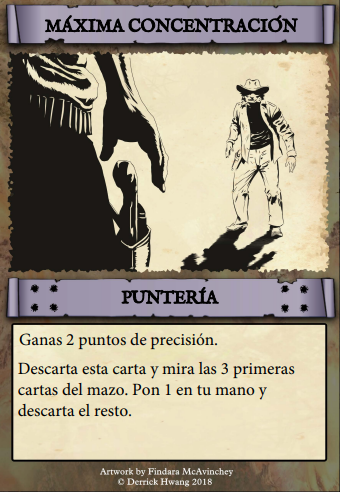 MÁXIMA CONCENTRACIÓN
PUNTERÍA
Ganas 2 puntos de precisión.
Descarta esta carta y mira las 3 primeras
cartas del mazo. Pon 1 en tu mano y
descarta el resto.
Artwork by Findara McAvinchey
© Derrick Hwang 2018